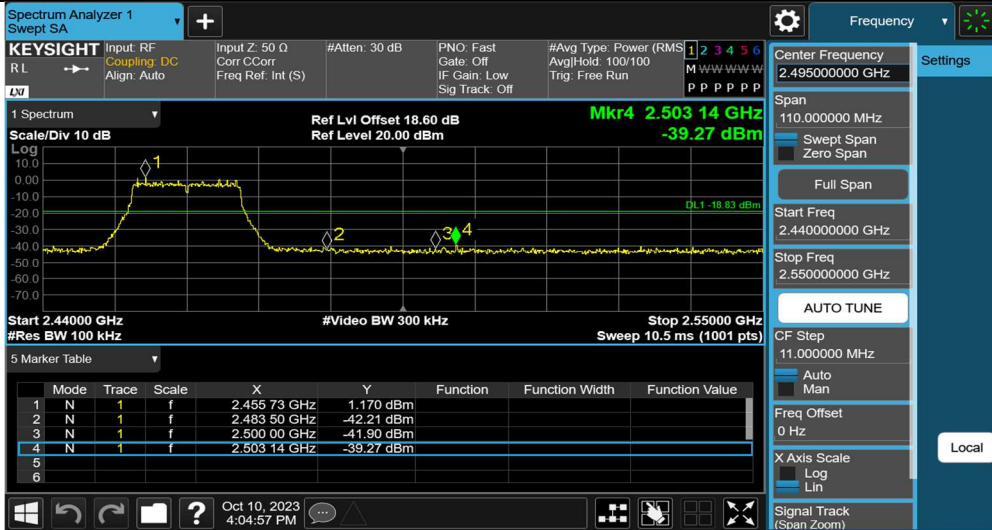 Spectrum Analyzer 1
Swept SA
Frequency
KEYSIGHT
RL
LXI
Input: RF
Coupling: DC
Align: Auto
Input Z: 50 Ω
Corr CCorr
Freq Ref: Int (S)
#Atten: 30 dB
PNO: Fast
Gate: Off
IF Gain: Low
Sig Track: Off
#Avg Type: Power (RMS
Avg|Hold: 100/100
Trig: Free Run
1 2 3 4 5 6
M W W W W W
P P P P P P
1 Spectrum
Scale/Div 10 dB
Ref Lvl Offset 18.60 dB
Ref Level 20.00 dBm
Mkr4 2.503 14 GHz
-39.27 dBm
Log
10.0
0.00
-10.0
-20.0
-30.0
-40.0
-50.0
-60.0
-70.0
1
2
3
4
DL1 -18.83 dBm
Start 2.44000 GHz
#Res BW 100 kHz
#Video BW 300 kHz
Stop 2.55000 GHz
Sweep 10.5 ms (1001 pts)
5 Marker Table
Mode Trace Scale X Y Function Function Width Function Value
1 N 1 f 2.455 73 GHz 1.170 dBm
2 N 1 f 2.483 50 GHz -42.21 dBm
3 N 1 f 2.500 00 GHz -41.90 dBm
4 N 1 f 2.503 14 GHz -39.27 dBm
5
6
Center Frequency
2.495000000 GHz
Settings
Span
110.000000 MHz
Swept Span
Zero Span
Full Span
Start Freq
2.440000000 GHz
Stop Freq
2.550000000 GHz
AUTO TUNE
CF Step
11.000000 MHz
Auto
Man
Freq Offset
0 Hz
X Axis Scale
Log
Lin
Signal Track
(Span Zoom)
Local
?
Oct 10, 2023
4:04:57 PM